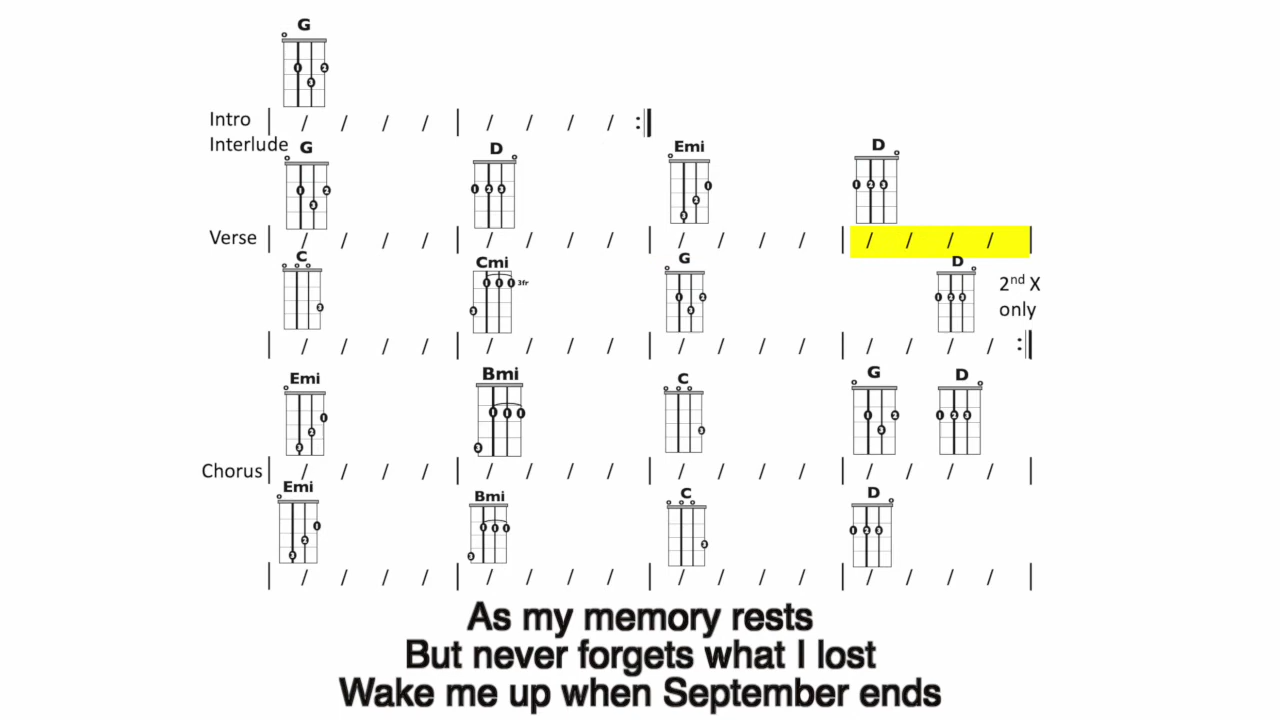 G
Intro | / / / / | / / / / :||
Interlude
G D Emi D
Verse | / / / / | / / / / | / / / / | / / / / |
C Cmi 3fr G D 2nd X only
| / / / / | / / / / | / / / / | / / / / :||
Emi Bmi C G D
Chorus | / / / / | / / / / | / / / / | / / / / |
Emi Bmi C D
| / / / / | / / / / | / / / / | / / / / |
As my memory rests
But never forgets what I lost
Wake me up when September ends